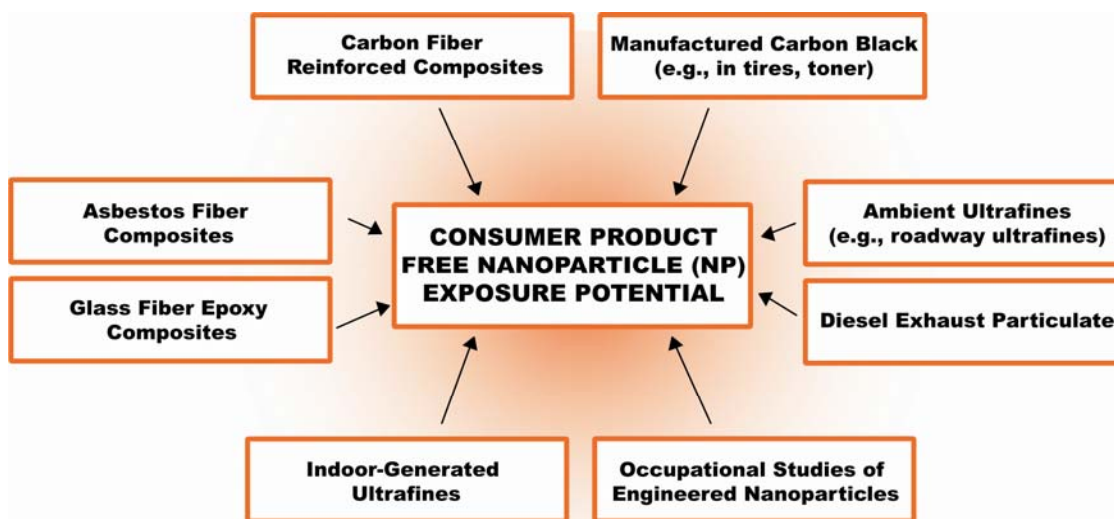 Carbon Fiber
Reinforced Composites
Manufactured Carbon Black
(e.g., in tires, toner)
Asbestos Fiber
Composites
CONSUMER PRODUCT
FREE NANOPARTICLE (NP)
EXPOSURE POTENTIAL
Ambient Ultrafines
(e.g., roadway ultrafines)
Glass Fiber Epoxy
Composites
Diesel Exhaust Particulate
Indoor-Generated
Ultrafines
Occupational Studies of
Engineered Nanoparticles